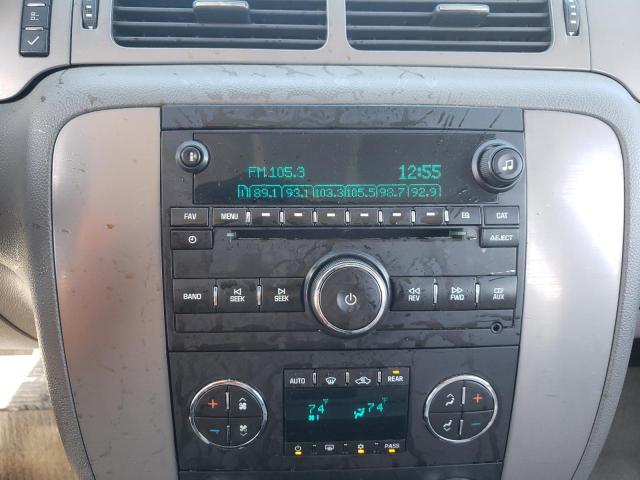 FM 105.3 12:55
1 89.1 93.1 103.3 105.5 98.7 92.9
FAV MENU EQ CAT
EJECT
BAND SEEK SEEK REV FWD CD/AUX
AUTO REAR
74°F 74°F
PASS